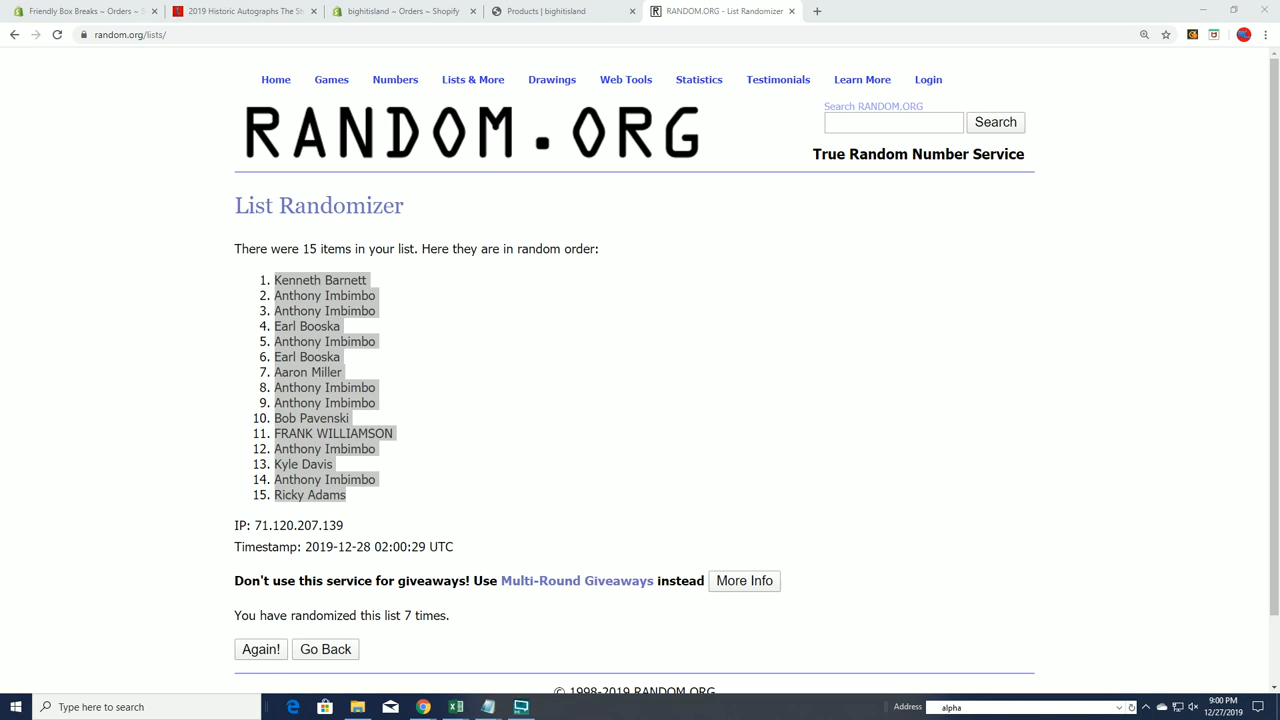 Friendly Box Breaks ~ Orders ~ S
2019 Historic Autographs The Sh
bighitisland ~ Orders ~ Shopify
Products | bighitisland
RANDOM.ORG - List Randomizer
random.org/lists/
Home
Games
Numbers
Lists & More
Drawings
Web Tools
Statistics
Testimonials
Learn More
Login
RANDOM.ORG
Search RANDOM.ORG
Search
True Random Number Service
List Randomizer
There were 15 items in your list. Here they are in random order:
1. Kenneth Barnett
2. Anthony Imbimbo
3. Anthony Imbimbo
4. Earl Booska
5. Anthony Imbimbo
6. Earl Booska
7. Aaron Miller
8. Anthony Imbimbo
9. Anthony Imbimbo
10. Bob Pavenski
11. FRANK WILLIAMSON
12. Anthony Imbimbo
13. Kyle Davis
14. Anthony Imbimbo
15. Ricky Adams
IP: 71.120.207.139
Timestamp: 2019-12-28 02:00:29 UTC
Don't use this service for giveaways! Use Multi-Round Giveaways instead More Info
You have randomized this list 7 times.
Again! Go Back
© 1998-2019 RANDOM.ORG
Type here to search
Address
alpha
9:00 PM
12/27/2019